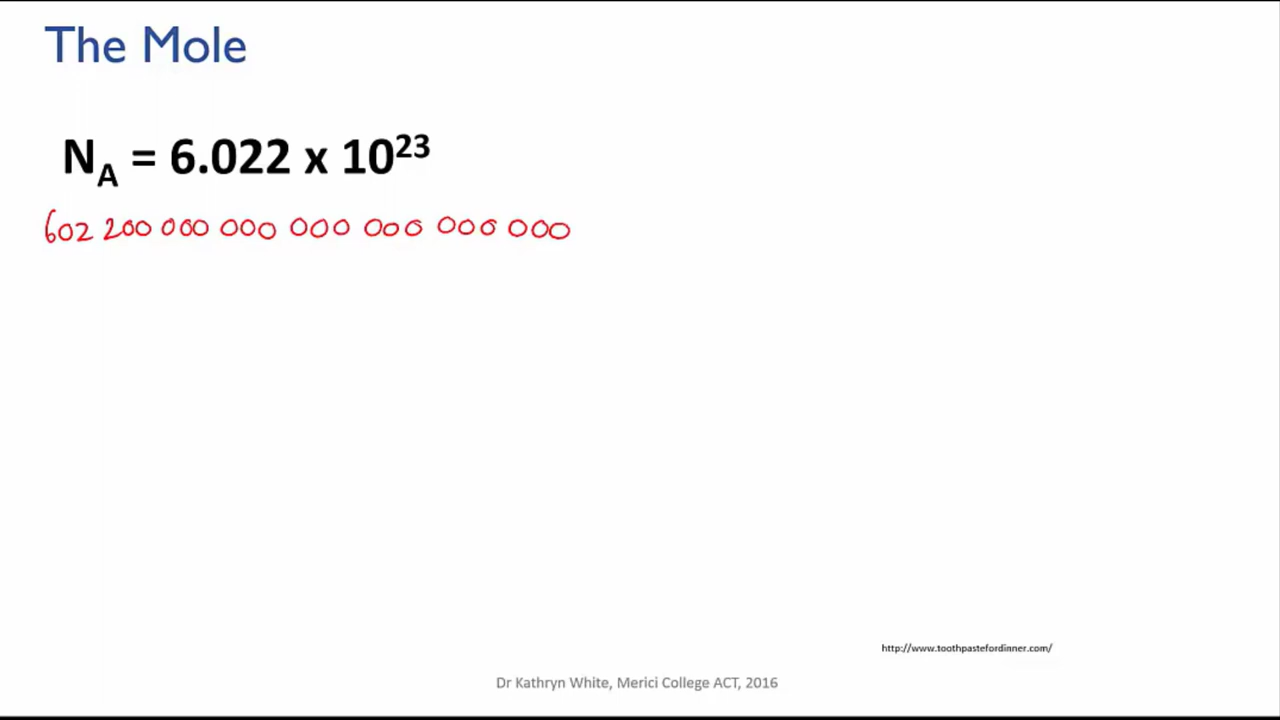 The Mole
N_A = 6.022 x 10^23
602 200 000 000 000 000 000 000
http://www.toothpastefordinner.com/
Dr Kathryn White, Merici College ACT, 2016